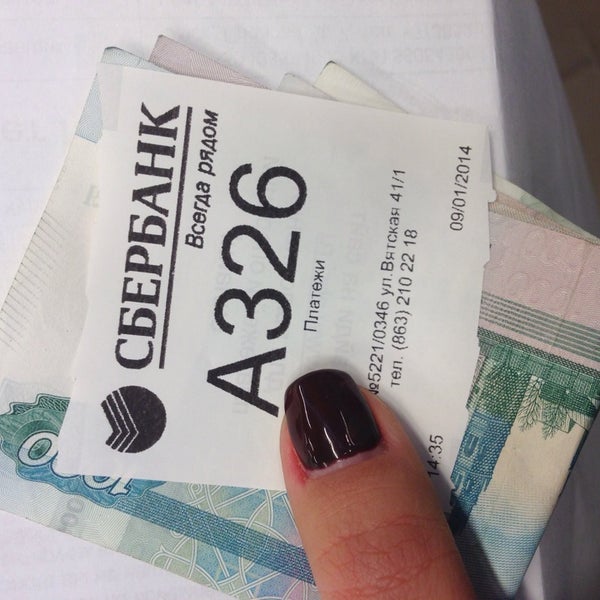 СБЕРБАНК
Всегда рядом
А326
Платежи
№5221/0346 ул. Вятская 41/1
тел. (863) 210 22 18
14:35 09/01/2014
1000